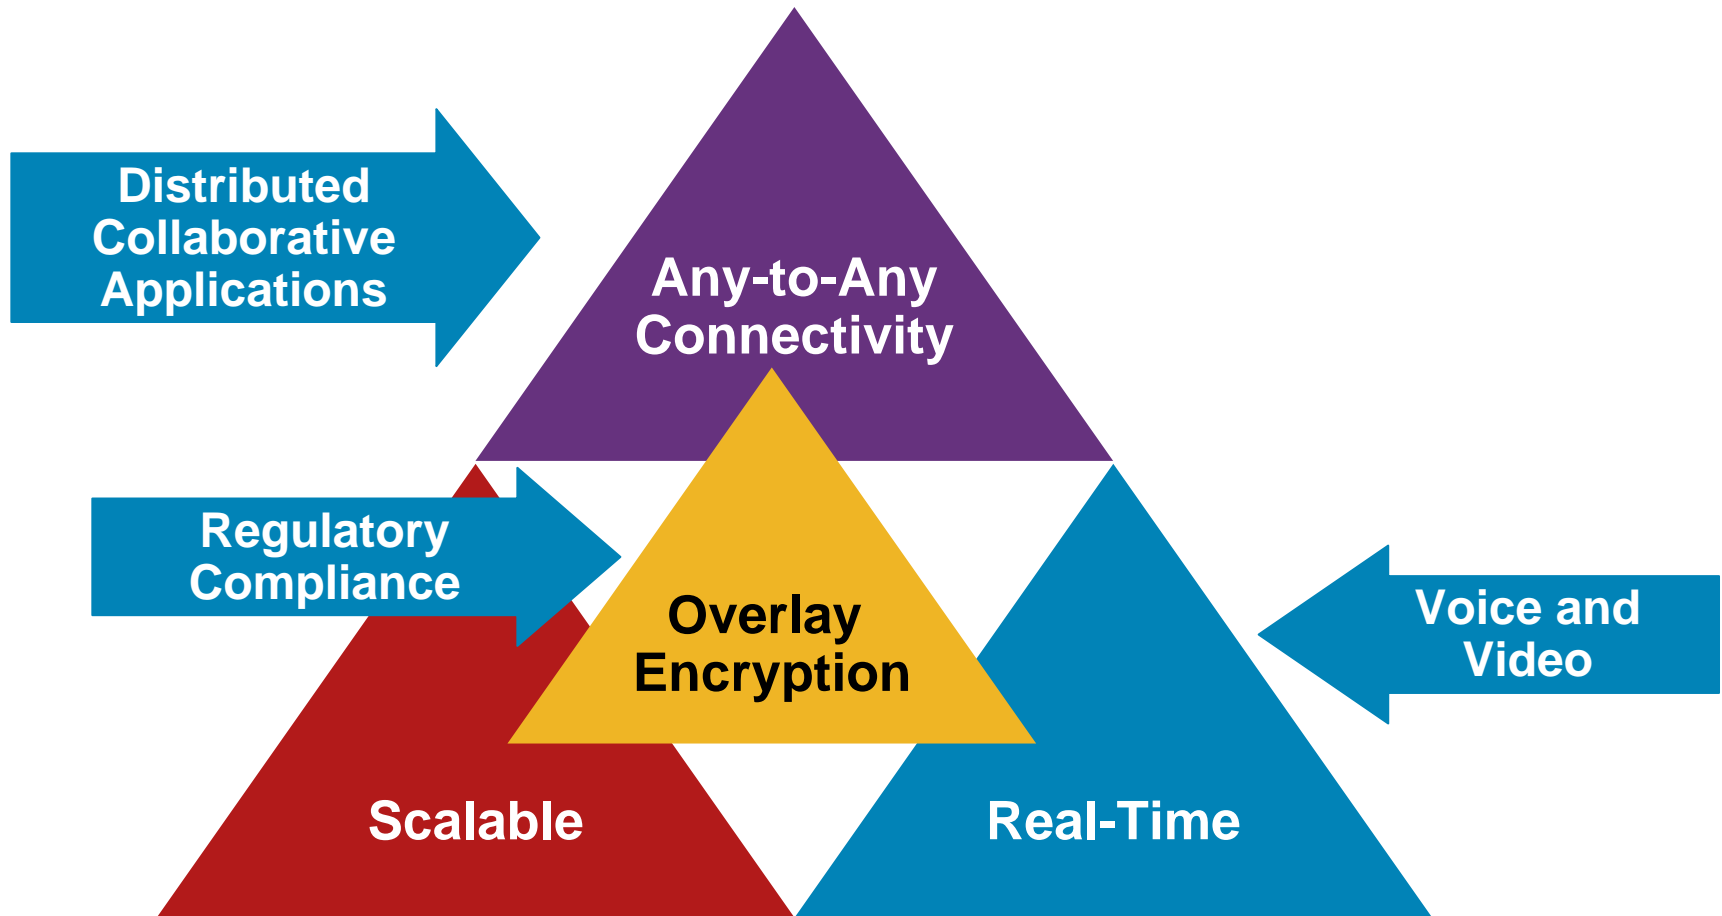 Distributed
Collaborative
Applications
Any-to-Any
Connectivity
Regulatory
Compliance
Overlay
Encryption
Voice and
Video
Scalable
Real-Time